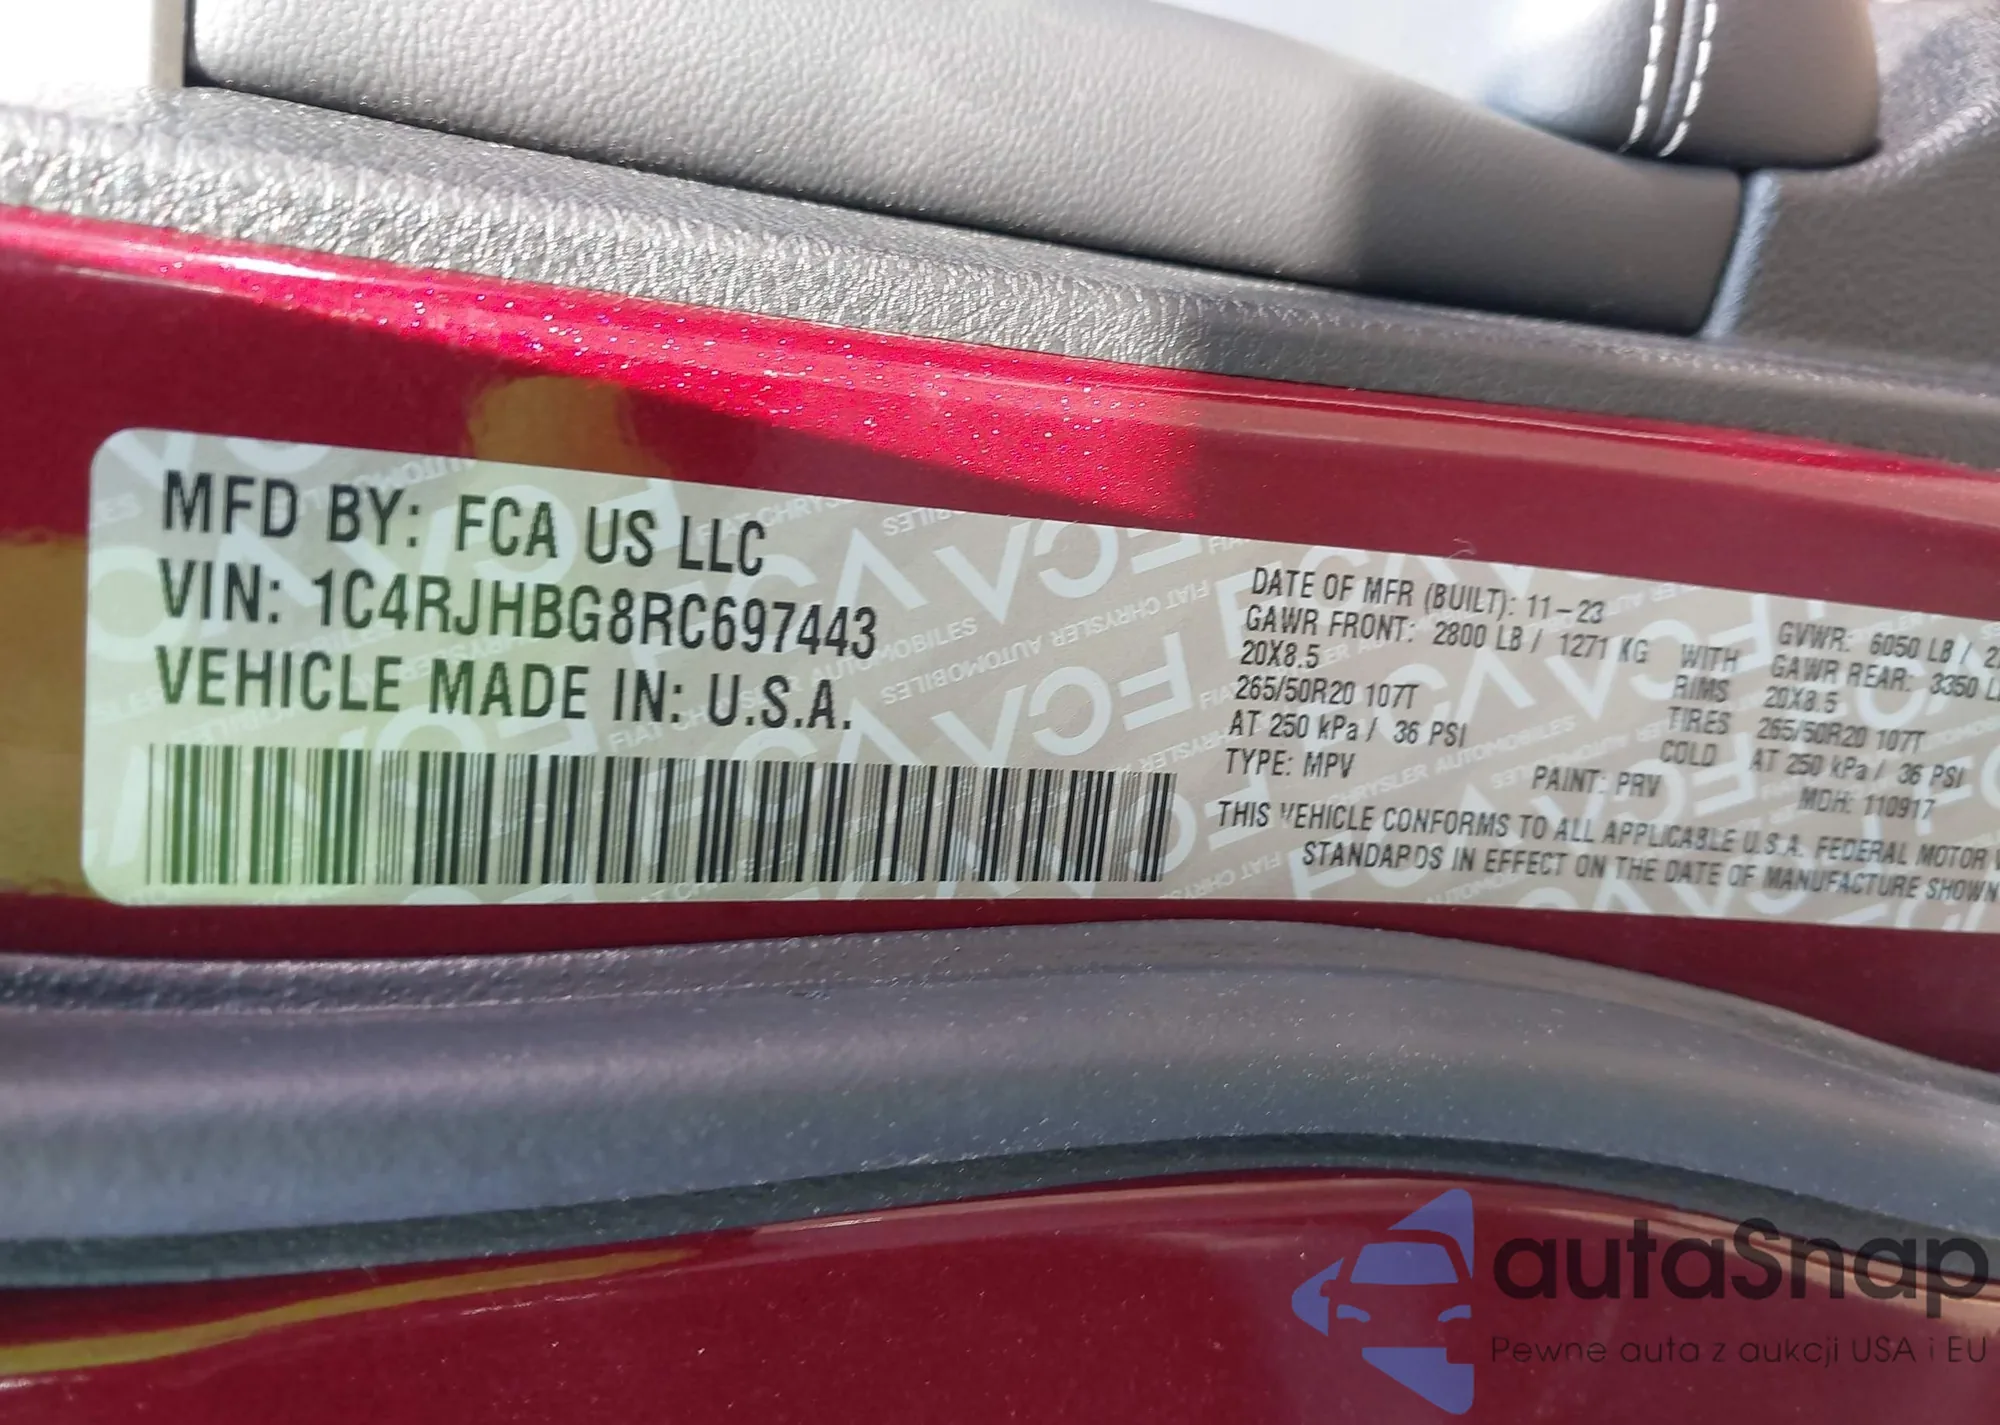 MFD BY: FCA US LLC
VIN: 1C4RJHBG8RC697443
VEHICLE MADE IN: U.S.A.
DATE OF MFR (BUILT): 11-23
GVWR: 6050 LB /
GAWR FRONT: 2800 LB / 1271 KG WITH GAWR REAR: 3350
20X8.5 RIMS 20X8.5
265/50R20 107T TIRES 265/50R20 107T
AT 250 kPa / 36 PSI COLD AT 250 kPa / 36 PSI
TYPE: MPV PAINT: PRV MDH: 110917
THIS VEHICLE CONFORMS TO ALL APPLICABLE U.S.A. FEDERAL MOTOR
STANDARDS IN EFFECT ON THE DATE OF MANUFACTURE SHOWN
autaSnap
Pewne auta z aukcji USA i EU